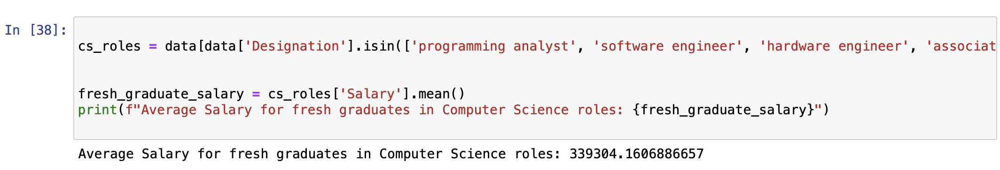 In [38]:
cs_roles = data[data['Designation'].isin(['programming analyst', 'software engineer', 'hardware engineer', 'associat
fresh_graduate_salary = cs_roles['Salary'].mean()
print(f"Average Salary for fresh graduates in Computer Science roles: {fresh_graduate_salary}")
Average Salary for fresh graduates in Computer Science roles: 339304.1606886657